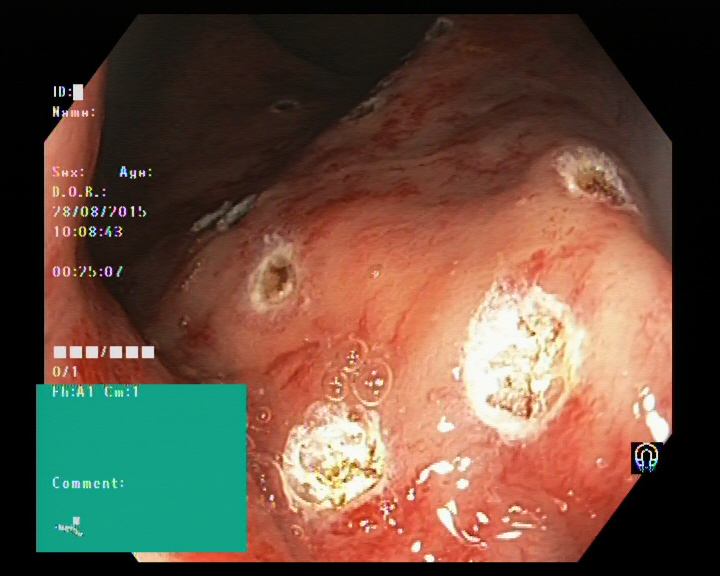 ID:
Name:
Sex: Age:
D.O.B.:
28/08/2015
10:08:43
00:25:07
■■■/■■■
0/1
Eh:A1 Cm:1
Comment: